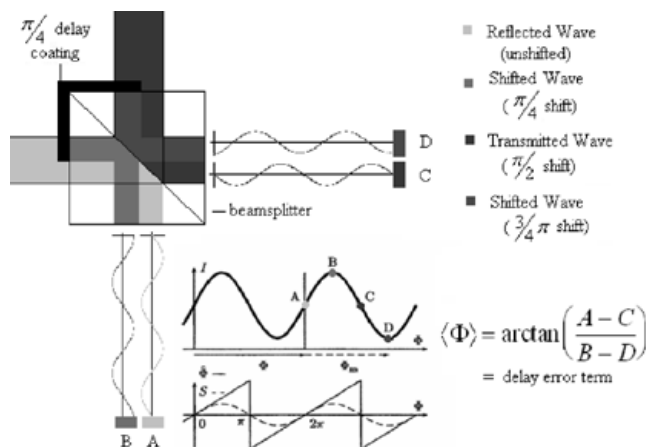 π/4 delay
coating
D
C
beamsplitter
B A
Reflected Wave
(unshifted)
Shifted Wave
( π/4 shift)
Transmitted Wave
( π/2 shift)
Shifted Wave
( 3/4 π shift)
I
A
B
C
D
Φ
Φ
Φm
S
0
π
2π
Φ
⟨Φ⟩ = arctan( (A − C) / (B − D) )
= delay error term